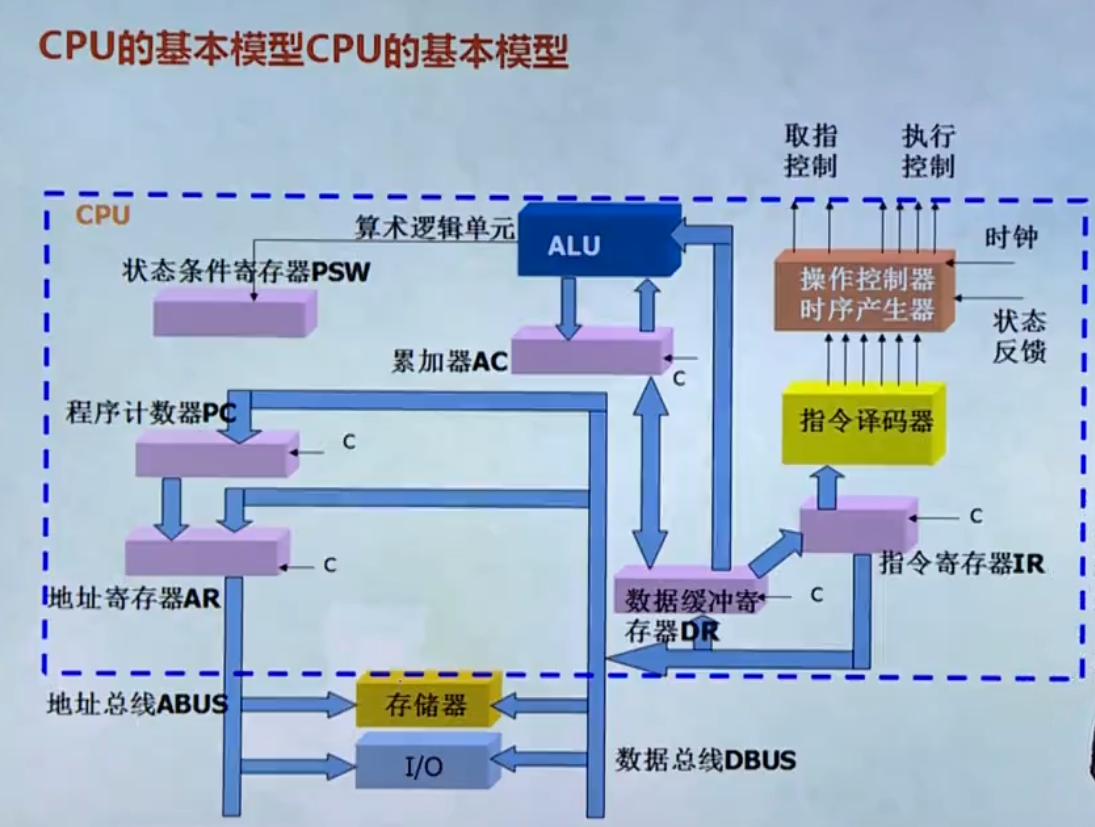 CPU的基本模型CPU的基本模型
取指
控制
执行
控制
CPU
算术逻辑单元
ALU
时钟
状态条件寄存器PSW
操作控制器
时序产生器
状态
反馈
累加器AC
C
程序计数器PC
C
指令译码器
地址寄存器AR
C
C
指令寄存器IR
数据缓冲寄
存器DR
C
地址总线ABUS
存储器
I/O
数据总线DBUS